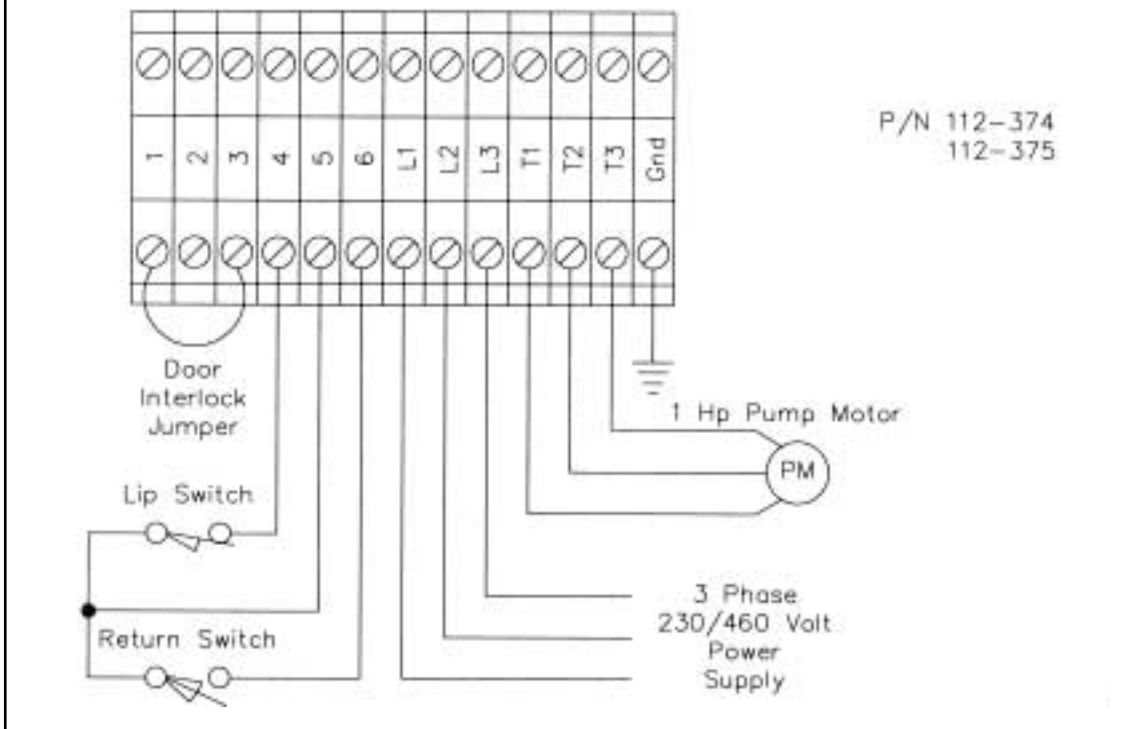 P/N 112-374
112-375
1 2 3 4 5 6 L1 L2 L3 T1 T2 T3 Gnd
Door
Interlock
Jumper
1 Hp Pump Motor
PM
Lip Switch
3 Phase
230/460 Volt
Power
Supply
Return Switch